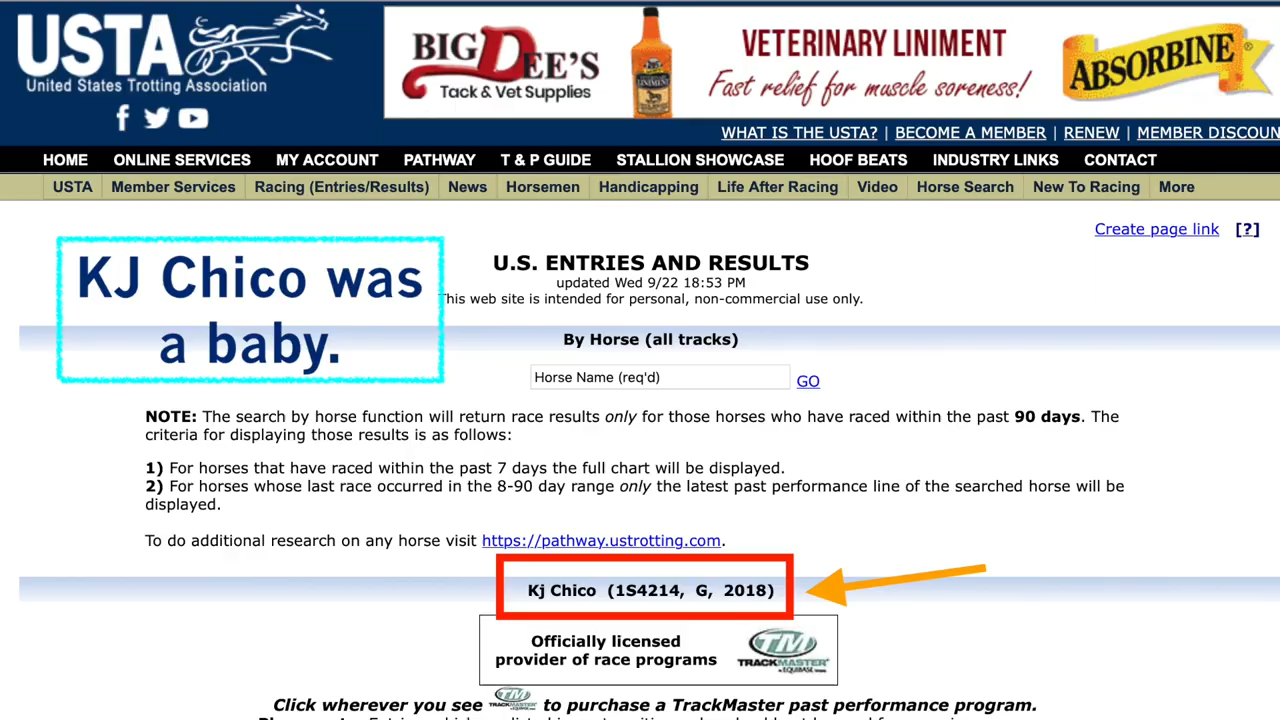 USTA
United States Trotting Association
BIG DEE'S
Tack & Vet Supplies
LINIMENT
VETERINARY LINIMENT
Fast relief for muscle soreness!
ABSORBINE
WHAT IS THE USTA? | BECOME A MEMBER | RENEW | MEMBER DISCOUN
HOME ONLINE SERVICES MY ACCOUNT PATHWAY T & P GUIDE STALLION SHOWCASE HOOF BEATS INDUSTRY LINKS CONTACT
USTA Member Services Racing (Entries/Results) News Horsemen Handicapping Life After Racing Video Horse Search New To Racing More
Create page link [?]
KJ Chico was
a baby.
U.S. ENTRIES AND RESULTS
updated Wed 9/22 18:53 PM
This web site is intended for personal, non-commercial use only.
By Horse (all tracks)
Horse Name (req'd) GO
NOTE: The search by horse function will return race results only for those horses who have raced within the past 90 days. The
criteria for displaying those results is as follows:
1) For horses that have raced within the past 7 days the full chart will be displayed.
2) For horses whose last race occurred in the 8-90 day range only the latest past performance line of the searched horse will be
displayed.
To do additional research on any horse visit https://pathway.ustrotting.com.
Kj Chico (1S4214, G, 2018)
Officially licensed
provider of race programs
TM
TRACKMASTER
Click wherever you see TM TRACKMASTER to purchase a TrackMaster past performance program.